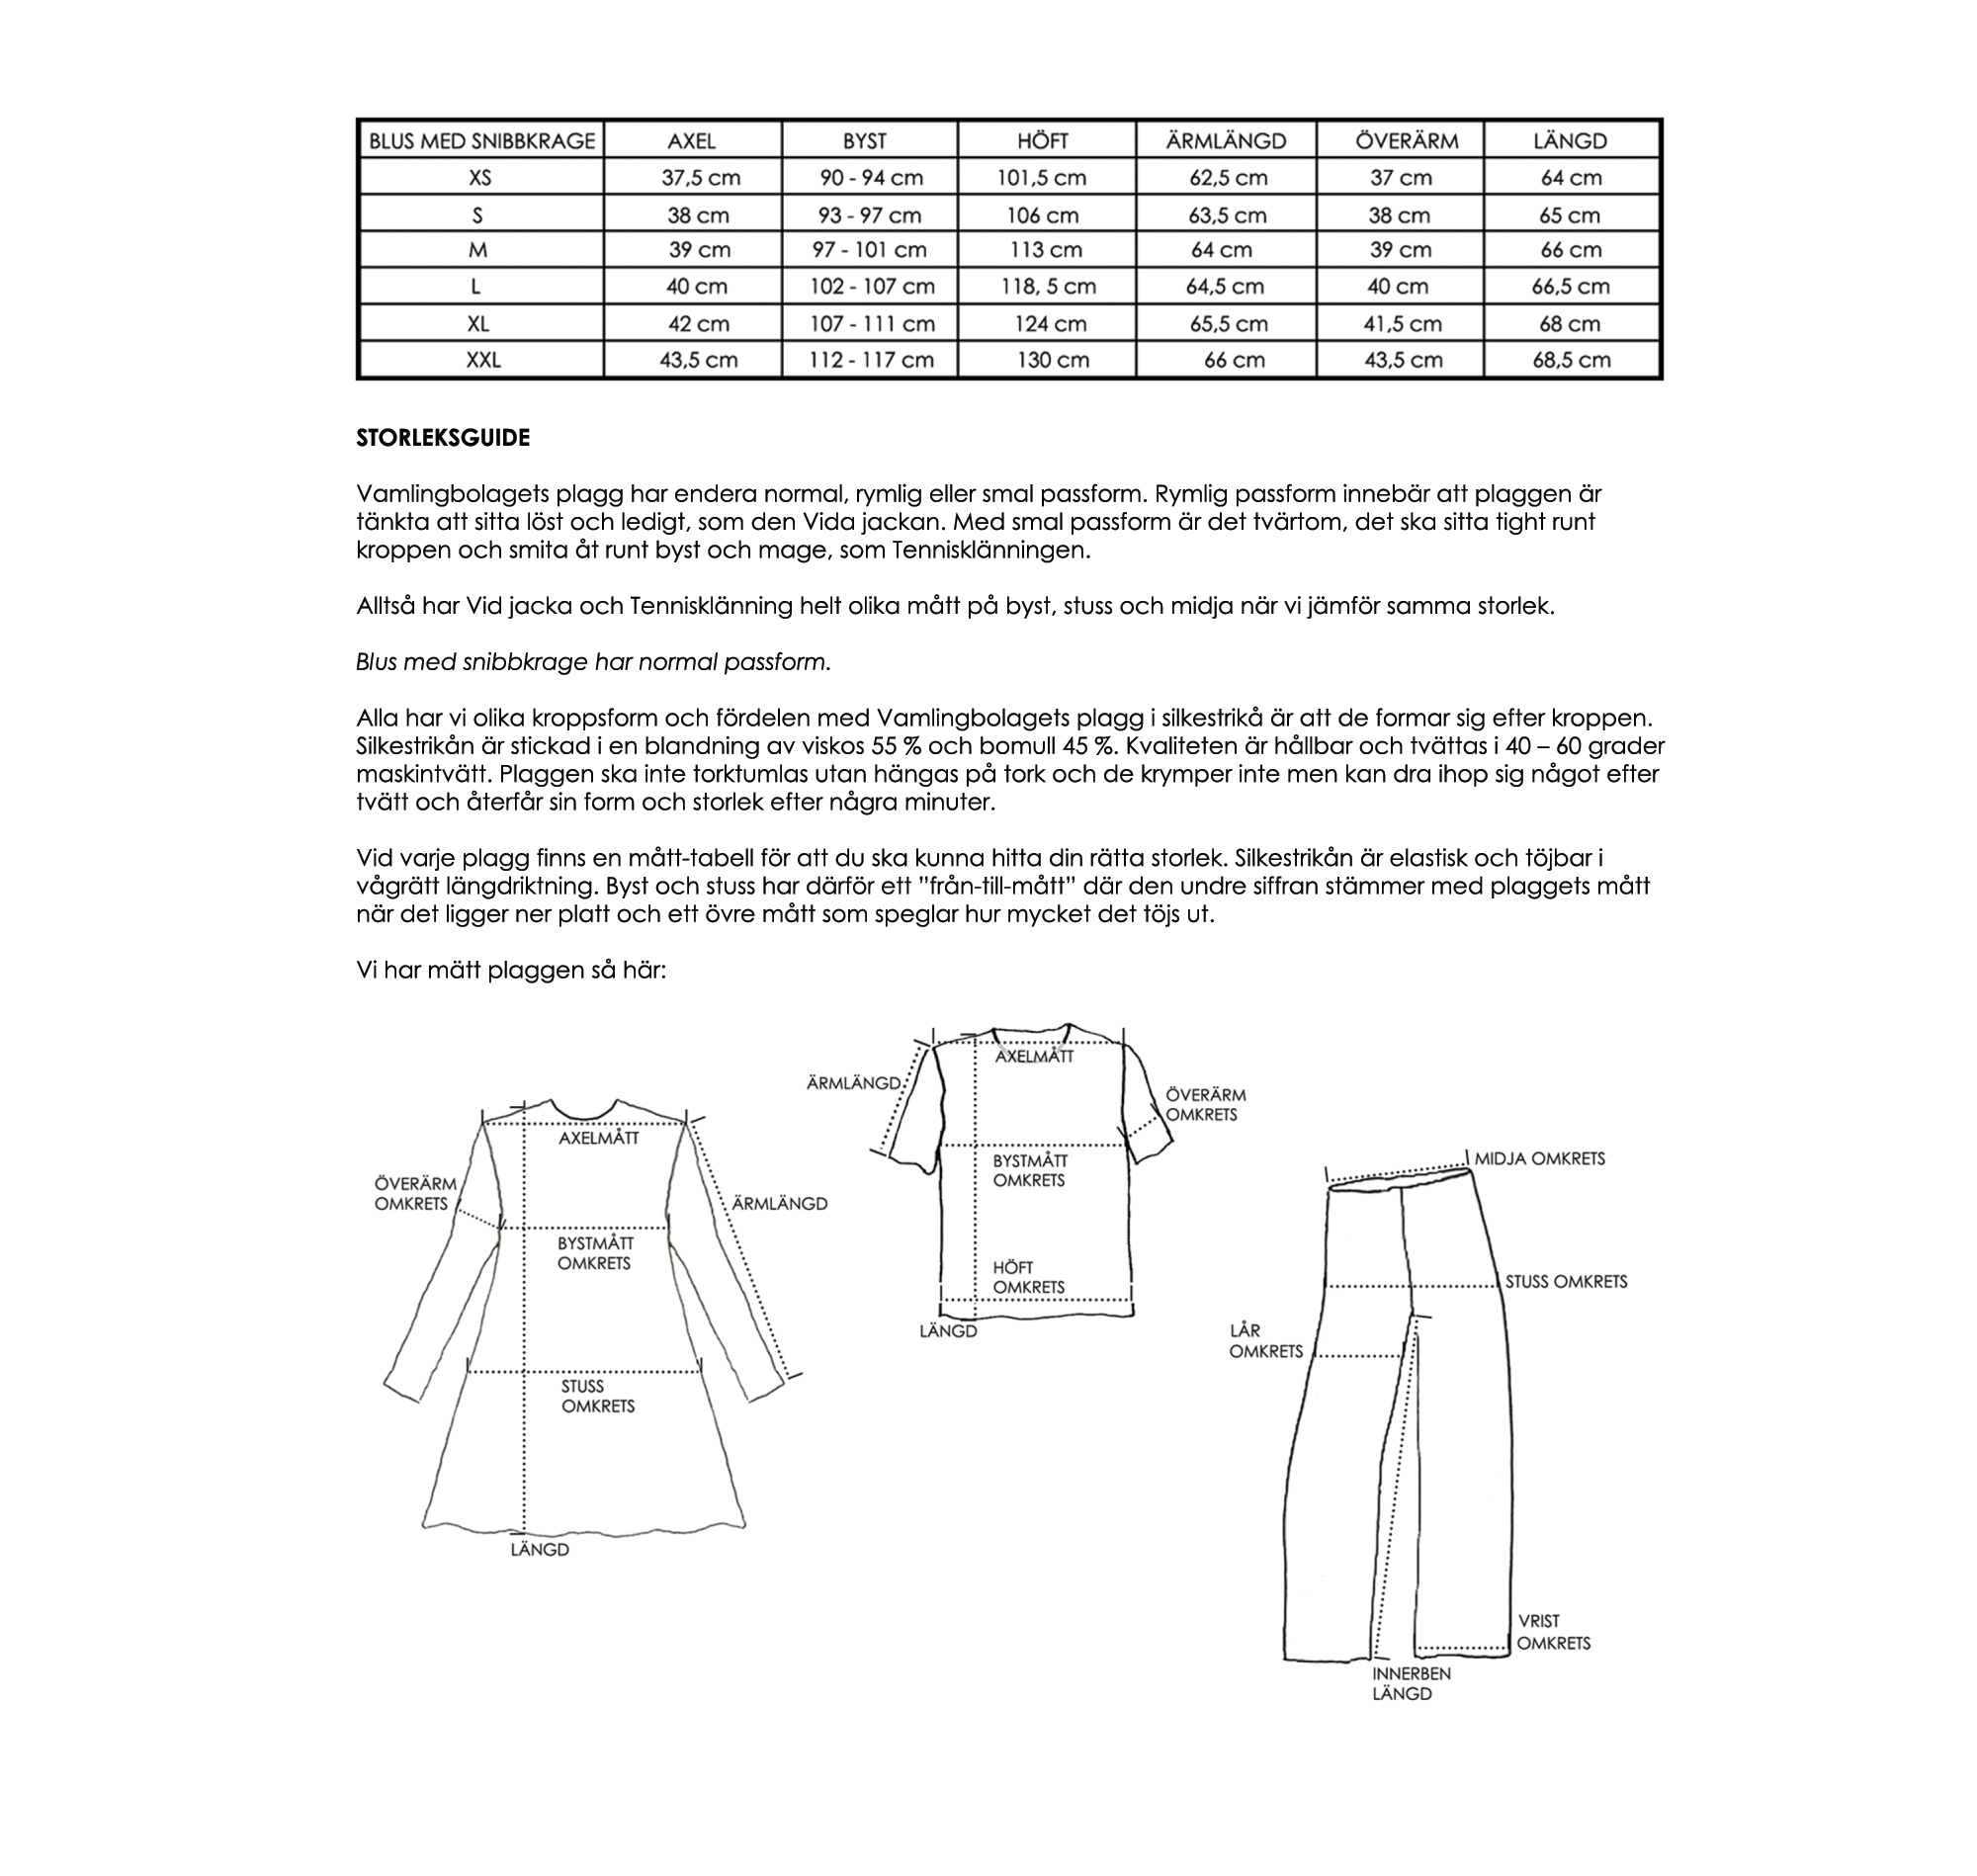 BLUS MED SNIBBKRAGE AXEL BYST HÖFT ÄRMLÄNGD ÖVERÄRM LÄNGD
XS 37,5 cm 90 - 94 cm 101,5 cm 62,5 cm 37 cm 64 cm
S 38 cm 93 - 97 cm 106 cm 63,5 cm 38 cm 65 cm
M 39 cm 97 - 101 cm 113 cm 64 cm 39 cm 66 cm
L 40 cm 102 - 107 cm 118, 5 cm 64,5 cm 40 cm 66,5 cm
XL 42 cm 107 - 111 cm 124 cm 65,5 cm 41,5 cm 68 cm
XXL 43,5 cm 112 - 117 cm 130 cm 66 cm 43,5 cm 68,5 cm
STORLEKSGUIDE
Vamlingbolagets plagg har endera normal, rymlig eller smal passform. Rymlig passform innebär att plaggen är
tänkta att sitta löst och ledigt, som den Vida jackan. Med smal passform är det tvärtom, det ska sitta tight runt
kroppen och smita åt runt byst och mage, som Tennisklänningen.
Alltså har Vid jacka och Tennisklänning helt olika mått på byst, stuss och midja när vi jämför samma storlek.
Blus med snibbkrage har normal passform.
Alla har vi olika kroppsform och fördelen med Vamlingbolagets plagg i silkestrikå är att de formar sig efter kroppen.
Silkestrikån är stickad i en blandning av viskos 55 % och bomull 45 %. Kvaliteten är hållbar och tvättas i 40 – 60 grader
maskintvätt. Plaggen ska inte torktumlas utan hängas på tork och de krymper inte men kan dra ihop sig något efter
tvätt och återfår sin form och storlek efter några minuter.
Vid varje plagg finns en mått-tabell för att du ska kunna hitta din rätta storlek. Silkestrikån är elastisk och töjbar i
vågrätt längdriktning. Byst och stuss har därför ett ”från-till-mått” där den undre siffran stämmer med plaggets mått
när det ligger ner platt och ett övre mått som speglar hur mycket det töjs ut.
Vi har mätt plaggen så här:
AXELMÅTT
ÖVERÄRM
OMKRETS
ÄRMLÄNGD
BYSTMÅTT
OMKRETS
STUSS
OMKRETS
LÄNGD
AXELMÅTT
ÄRMLÄNGD
ÖVERÄRM
OMKRETS
BYSTMÅTT
OMKRETS
HÖFT
OMKRETS
LÄNGD
MIDJA OMKRETS
STUSS OMKRETS
LÅR
OMKRETS
VRIST
OMKRETS
INNERBEN
LÄNGD